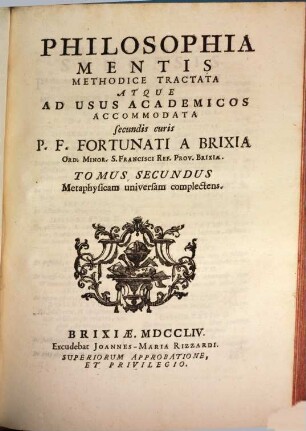 PHILOSOPHIA
MENTIS
METHODICE TRACTATA
ATQUE
AD USUS ACADEMICOS
ACCOMMODATA
secundis curis
P. F. FORTUNATI A BRIXIA
ORD. MINOR. S. FRANCISCI REF. PROV. BRIXIÆ.
TOMUS SECUNDUS
Metaphysicam universam complectens.
BRIXIÆ. MDCCLIV.
Excudebat JOANNES-MARIA RIZZARDI.
SUPERIORUM APPROBATIONE,
ET PRIVILEGIO.